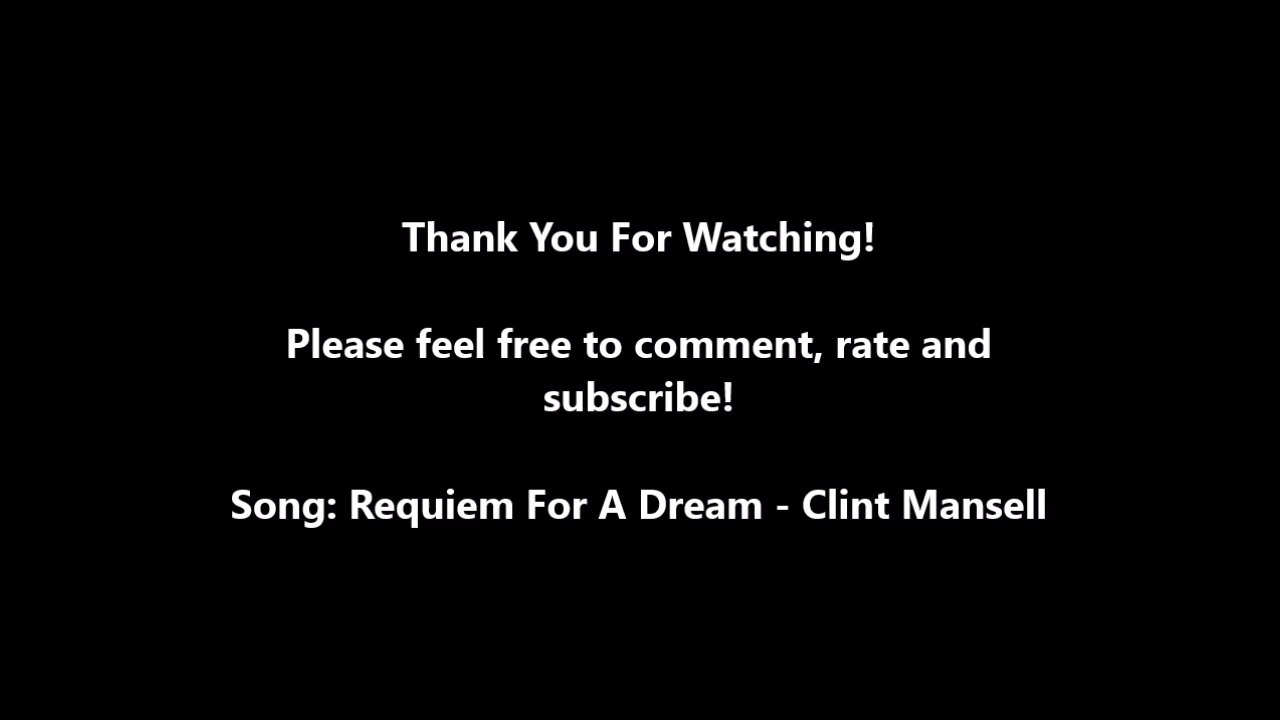 Thank You For Watching!
Please feel free to comment, rate and
subscribe!
Song: Requiem For A Dream - Clint Mansell